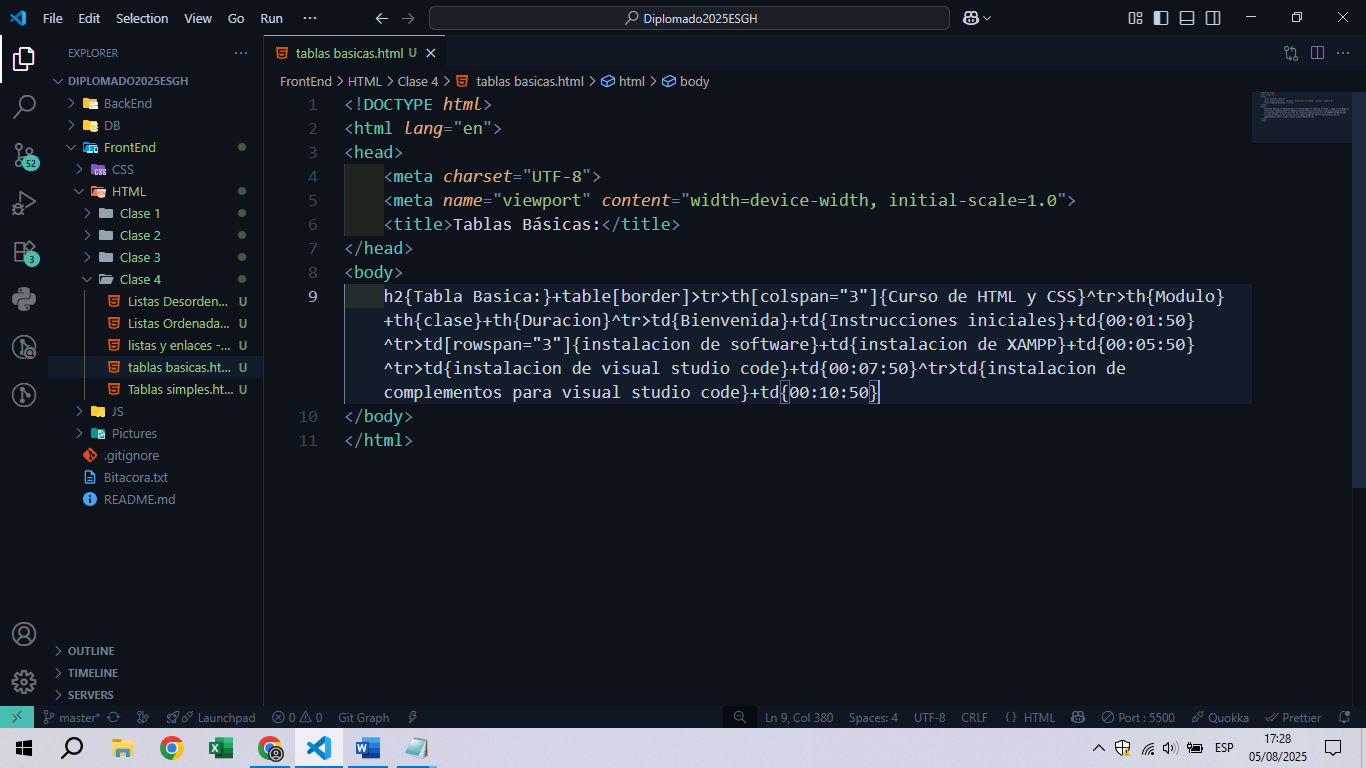 File Edit Selection View Go Run ··· Diplomado2025ESGH
EXPLORER ···
DIPLOMADO2025ESGH
BackEnd
DB
FrontEnd
CSS
HTML
Clase 1
Clase 2
Clase 3
Clase 4
Listas Desorden... U
Listas Ordenada... U
listas y enlaces -... U
tablas basicas.ht... U
Tablas simples.ht... U
JS
Pictures
.gitignore
Bitacora.txt
README.md
OUTLINE
TIMELINE
SERVERS
52
3
tablas basicas.html U
FrontEnd > HTML > Clase 4 > tablas basicas.html > html > body
1 <!DOCTYPE html>
2 <html lang="en">
3 <head>
4 <meta charset="UTF-8">
5 <meta name="viewport" content="width=device-width, initial-scale=1.0">
6 <title>Tablas Básicas:</title>
7 </head>
8 <body>
9 h2{Tabla Basica:}+table[border]>tr>th[colspan="3"]{Curso de HTML y CSS}^tr>th{Modulo}
+th{clase}+th{Duracion}^tr>td{Bienvenida}+td{Instrucciones iniciales}+td{00:01:50}
^tr>td[rowspan="3"]{instalacion de software}+td{instalacion de XAMPP}+td{00:05:50}
^tr>td{instalacion de visual studio code}+td{00:07:50}^tr>td{instalacion de
complementos para visual studio code}+td{00:10:50}
10 </body>
11 </html>
master* Launchpad 0 0 Git Graph Ln 9, Col 380 Spaces: 4 UTF-8 CRLF {} HTML Port : 5500 Quokka Prettier
ESP 17:28
05/08/2025